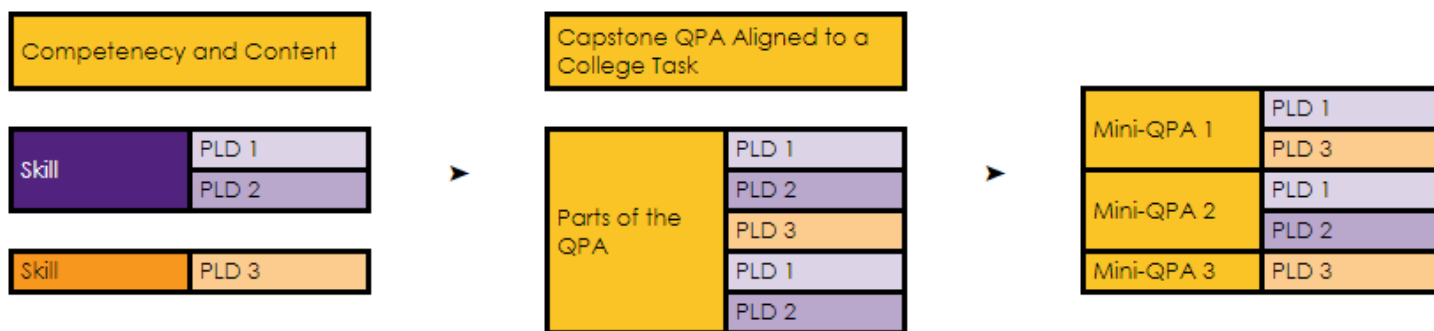 Competenecy and Content
Skill
PLD 1
PLD 2
Skill
PLD 3
Capstone QPA Aligned to a
College Task
Parts of the
QPA
PLD 1
PLD 2
PLD 3
PLD 1
PLD 2
Mini-QPA 1
PLD 1
PLD 3
Mini-QPA 2
PLD 1
PLD 2
Mini-QPA 3
PLD 3